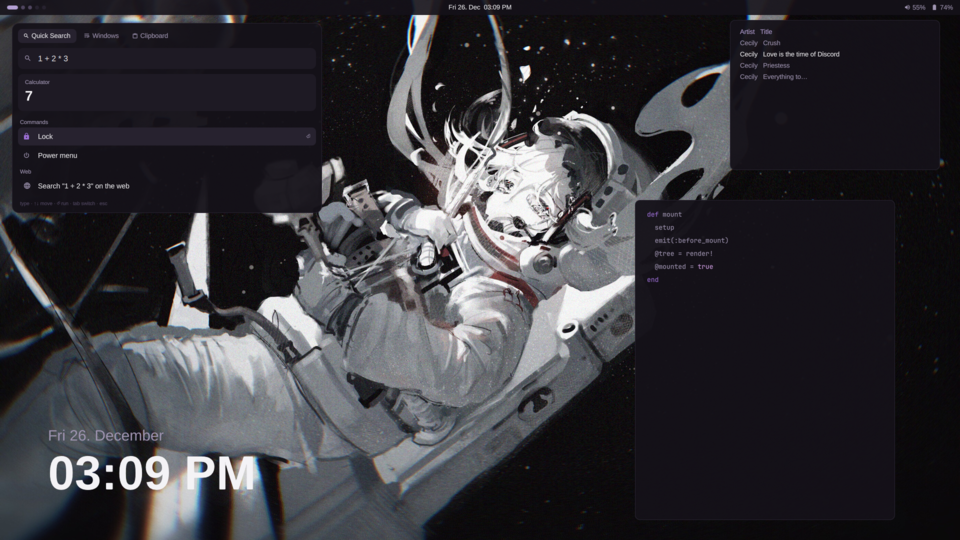 Fri 26. Dec 03:09 PM
55% 74%
Quick Search Windows Clipboard
1 + 2 * 3
Calculator
7
Commands
Lock
Power menu
Web
Search "1 + 2 * 3" on the web
Artist Title
Cecily Crush
Cecily Love is the time of Discord
Cecily Priestess
Cecily Everything to…
def mount
setup
emit(:before_mount)
@tree = render!
@mounted = true
end
Fri 26. December
03:09 PM